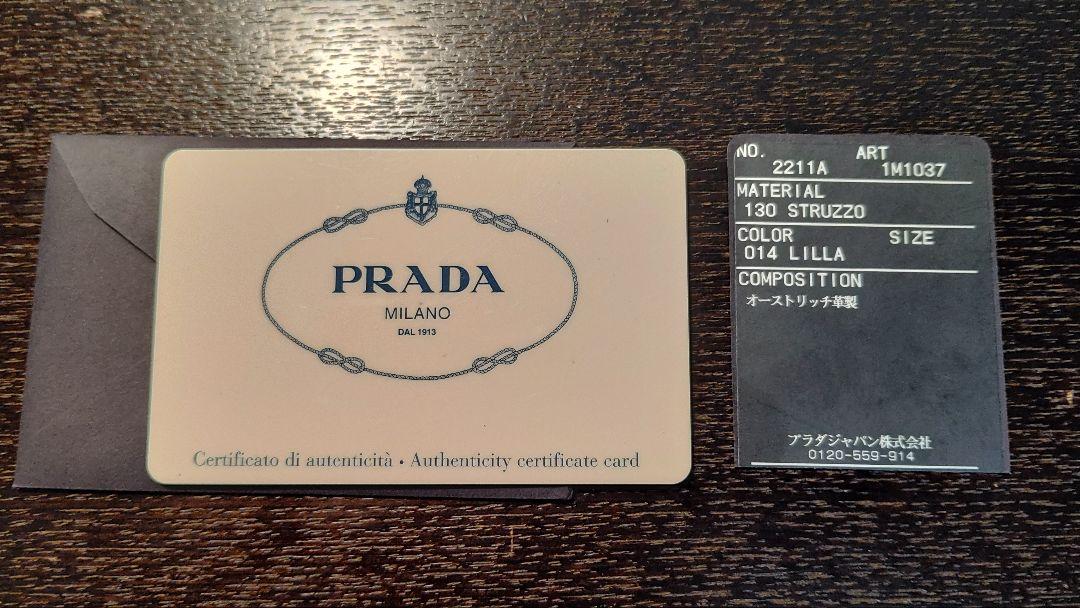 PRADA
MILANO
DAL 1913
Certificato di autenticità • Authenticity certificate card
NO. ART
2211A 1M1037
MATERIAL
130 STRUZZO
COLOR SIZE
014 LILLA
COMPOSITION
オーストリッチ革製
プラダジャパン株式会社
0120-559-914